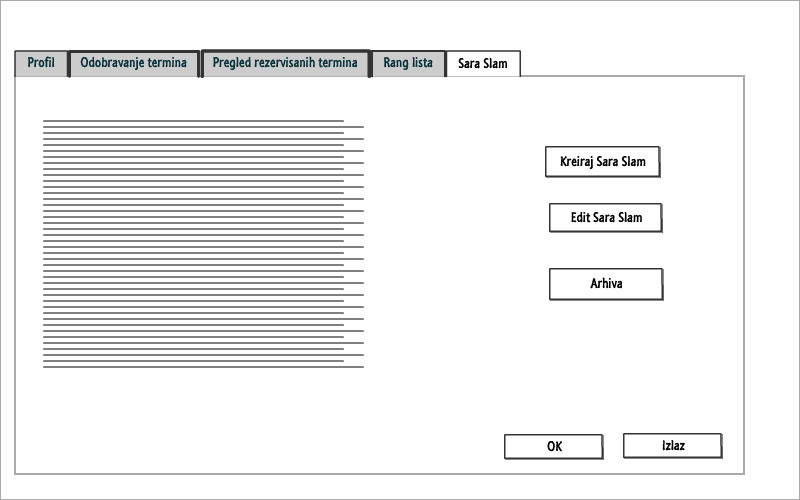 Profil
Odobravanje termina
Pregled rezervisanih termina
Rang lista
Sara Slam
Kreiraj Sara Slam
Edit Sara Slam
Arhiva
OK
Izlaz